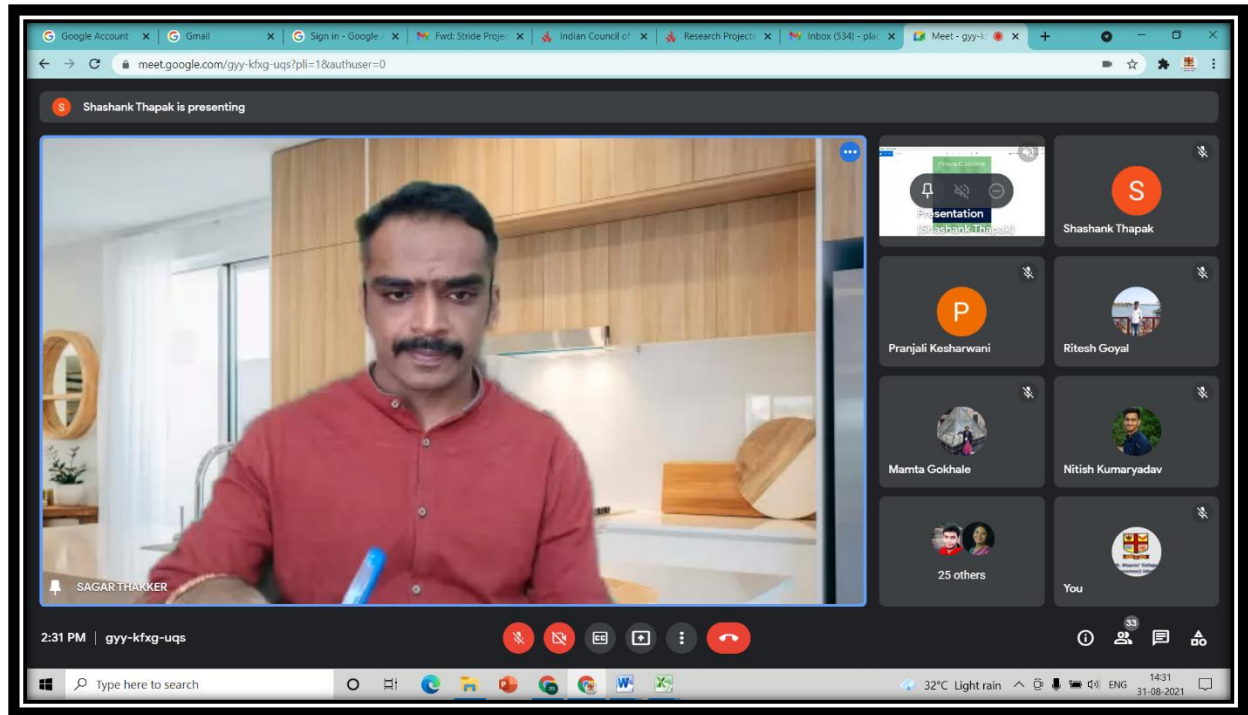 Google Account
Gmail
Sign in - Google
Fwd: Stride Proje
Indian Council of
Research Projects
Inbox (534) - pla
Meet - gyy-k
meet.google.com/gyy-kfxg-uqs?pli=1&authuser=0
S
Shashank Thapak is presenting
Presentation
(Shashank Thapak)
S
Shashank Thapak
P
Pranjali Kesharwani
Ritesh Goyal
Mamta Gokhale
Nitish Kumaryadav
25 others
You
SAGAR THAKKER
2:31 PM | gyy-kfxg-uqs
CC
33
Type here to search
32°C Light rain
ENG
14:31
31-08-2021